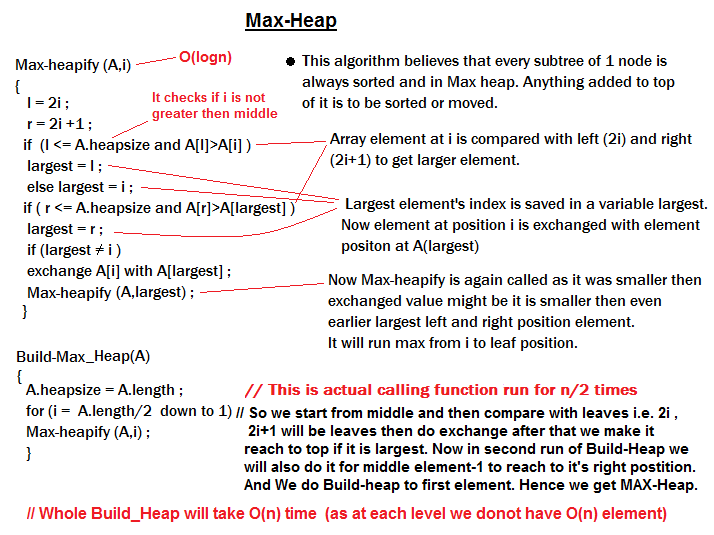 Max-Heap
Max-heapify (A,i)
O(logn)
{
l = 2i ;
r = 2i +1 ;
It checks if i is not
greater then middle
if (l <= A.heapsize and A[l]>A[i] )
largest = l ;
else largest = i ;
if ( r <= A.heapsize and A[r]>A[largest] )
largest = r ;
if (largest ≠ i )
exchange A[i] with A[largest] ;
Max-heapify (A,largest) ;
}
● This algorithm believes that every subtree of 1 node is
always sorted and in Max heap. Anything added to top
of it is to be sorted or moved.
Array element at i is compared with left (2i) and right
(2i+1) to get larger element.
Largest element's index is saved in a variable largest.
Now element at position i is exchanged with element
positon at A(largest)
Now Max-heapify is again called as it was smaller then
exchanged value might be it is smaller then even
earlier largest left and right position element.
It will run max from i to leaf position.
Build-Max_Heap(A)
{
A.heapsize = A.length ;
for (i = A.length/2 down to 1)
Max-heapify (A,i) ;
}
// This is actual calling function run for n/2 times
// So we start from middle and then compare with leaves i.e. 2i ,
2i+1 will be leaves then do exchange after that we make it
reach to top if it is largest. Now in second run of Build-Heap we
will also do it for middle element-1 to reach to it's right postition.
And We do Build-heap to first element. Hence we get MAX-Heap.
// Whole Build_Heap will take O(n) time (as at each level we donot have O(n) element)